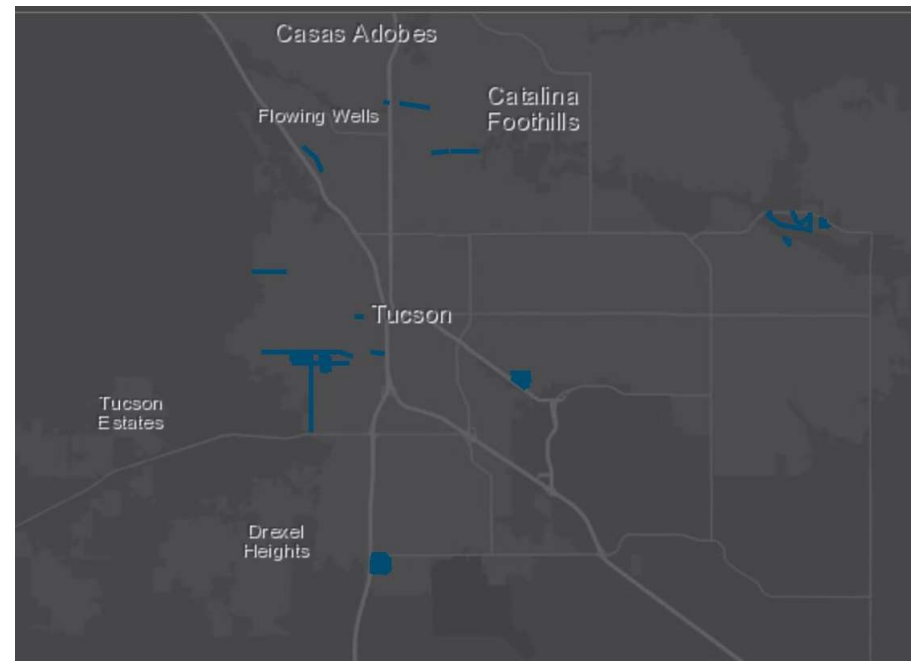 Casas Adobes
Catalina
Foothills
Flowing Wells
Tucson
Tucson
Estates
Drexel
Heights